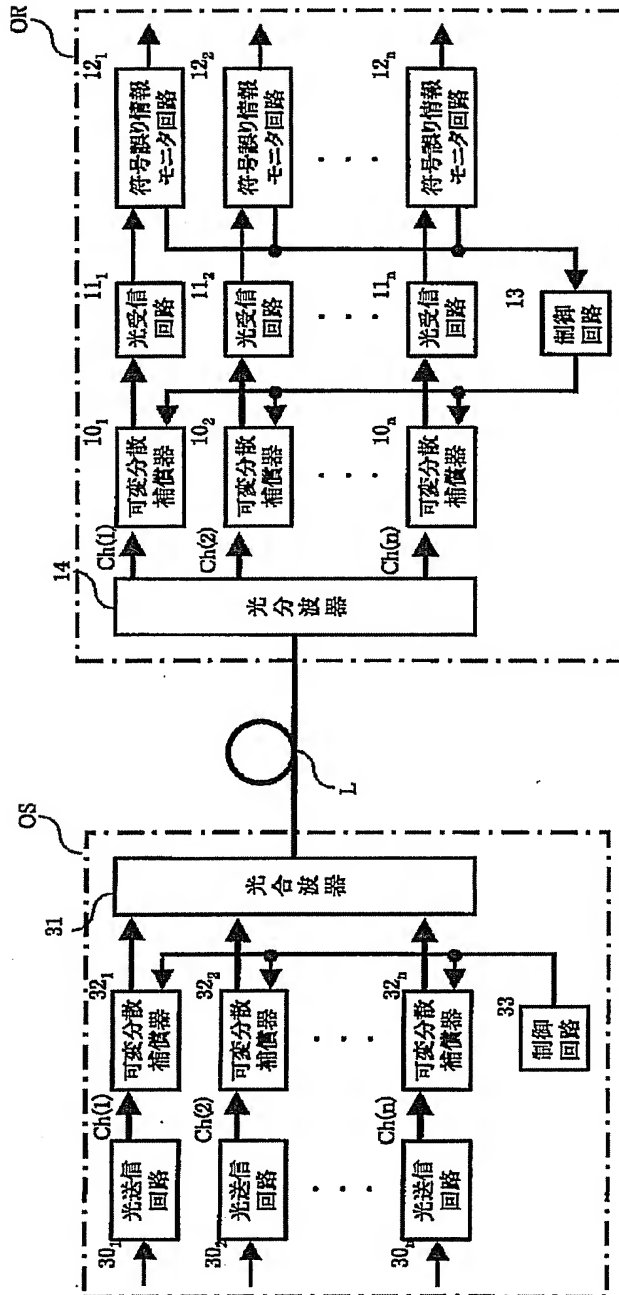 OS
30₁
光送信
回路
Ch(1)
32₁
可変分散
補償器
30₂
光送信
回路
Ch(2)
32₂
可変分散
補償器
30ₙ
光送信
回路
Ch(n)
32ₙ
可変分散
補償器
33
制御
回路
31
光合波器
L
OR
14
光分波器
Ch(1)
10₁
可変分散
補償器
11₁
光受信
回路
12₁
符号誤り情報
モニタ回路
Ch(2)
10₂
可変分散
補償器
11₂
光受信
回路
12₂
符号誤り情報
モニタ回路
Ch(n)
10ₙ
可変分散
補償器
11ₙ
光受信
回路
12ₙ
符号誤り情報
モニタ回路
13
制御
回路